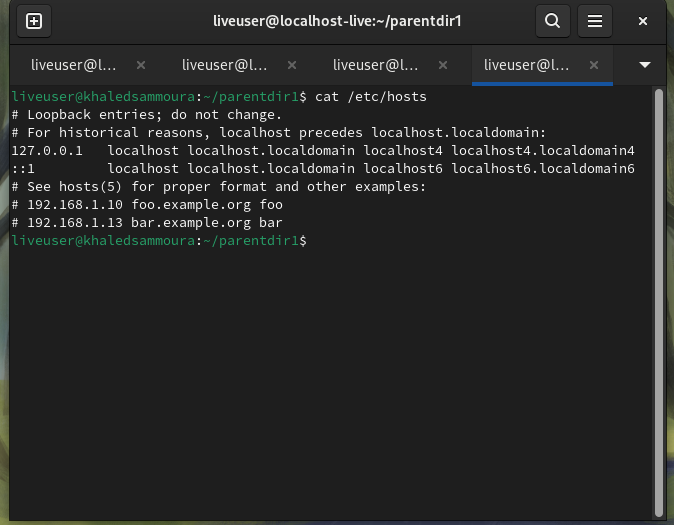 liveuser@localhost-live:~/parentdir1
liveuser@l... liveuser@l... liveuser@l... liveuser@l...
liveuser@khaledsammoura:~/parentdir1$ cat /etc/hosts
# Loopback entries; do not change.
# For historical reasons, localhost precedes localhost.localdomain:
127.0.0.1   localhost localhost.localdomain localhost4 localhost4.localdomain4
::1         localhost localhost.localdomain localhost6 localhost6.localdomain6
# See hosts(5) for proper format and other examples:
# 192.168.1.10 foo.example.org foo
# 192.168.1.13 bar.example.org bar
liveuser@khaledsammoura:~/parentdir1$